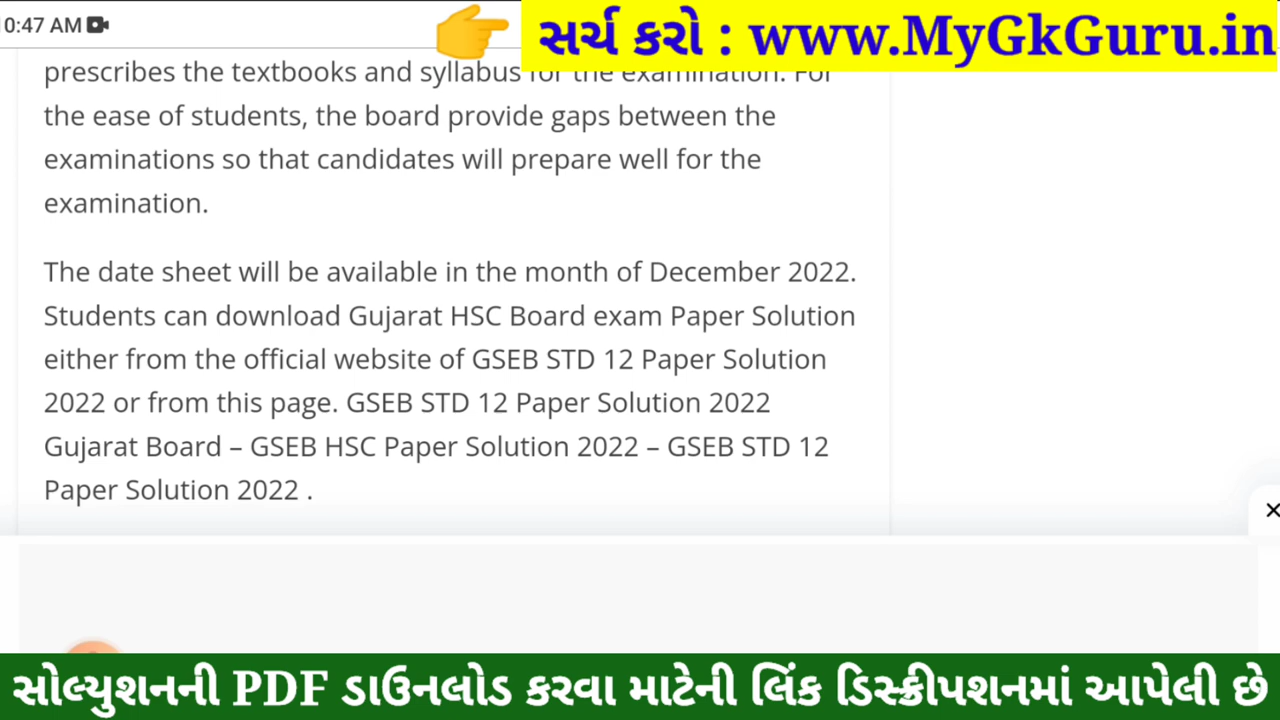 10:47 AM
સર્ચ કરો : www.MyGkGuru.in
prescribes the textbooks and syllabus for the examination. For
the ease of students, the board provide gaps between the
examinations so that candidates will prepare well for the
examination.
The date sheet will be available in the month of December 2022.
Students can download Gujarat HSC Board exam Paper Solution
either from the official website of GSEB STD 12 Paper Solution
2022 or from this page. GSEB STD 12 Paper Solution 2022
Gujarat Board – GSEB HSC Paper Solution 2022 – GSEB STD 12
Paper Solution 2022 .
સોલ્યુશનની PDF ડાઉનલોડ કરવા માટેની લિંક ડિસ્ક્રીપશનમાં આપેલી છે